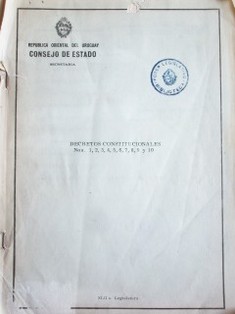 REPUBLICA ORIENTAL DEL URUGUAY
CONSEJO DE ESTADO
SECRETARIA
DECRETOS CONSTITUCIONALES
Nos. 1, 2, 3, 4, 5, 6, 7, 8, 9 y 10
Legislatura